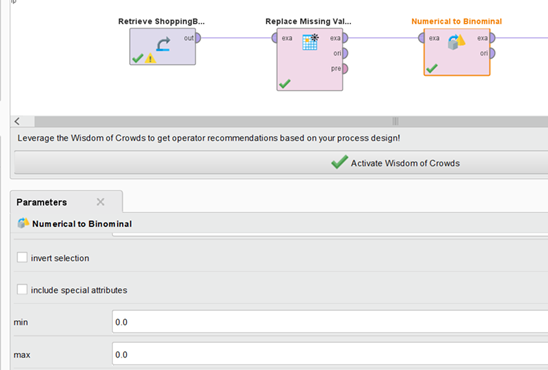 Retrieve ShoppingB...
Replace Missing Val...
Numerical to Binominal
out
exa
exa
ori
pre
exa
exa
ori
Leverage the Wisdom of Crowds to get operator recommendations based on your process design!
Activate Wisdom of Crowds
Parameters
Numerical to Binominal
invert selection
include special attributes
min
0.0
max
0.0